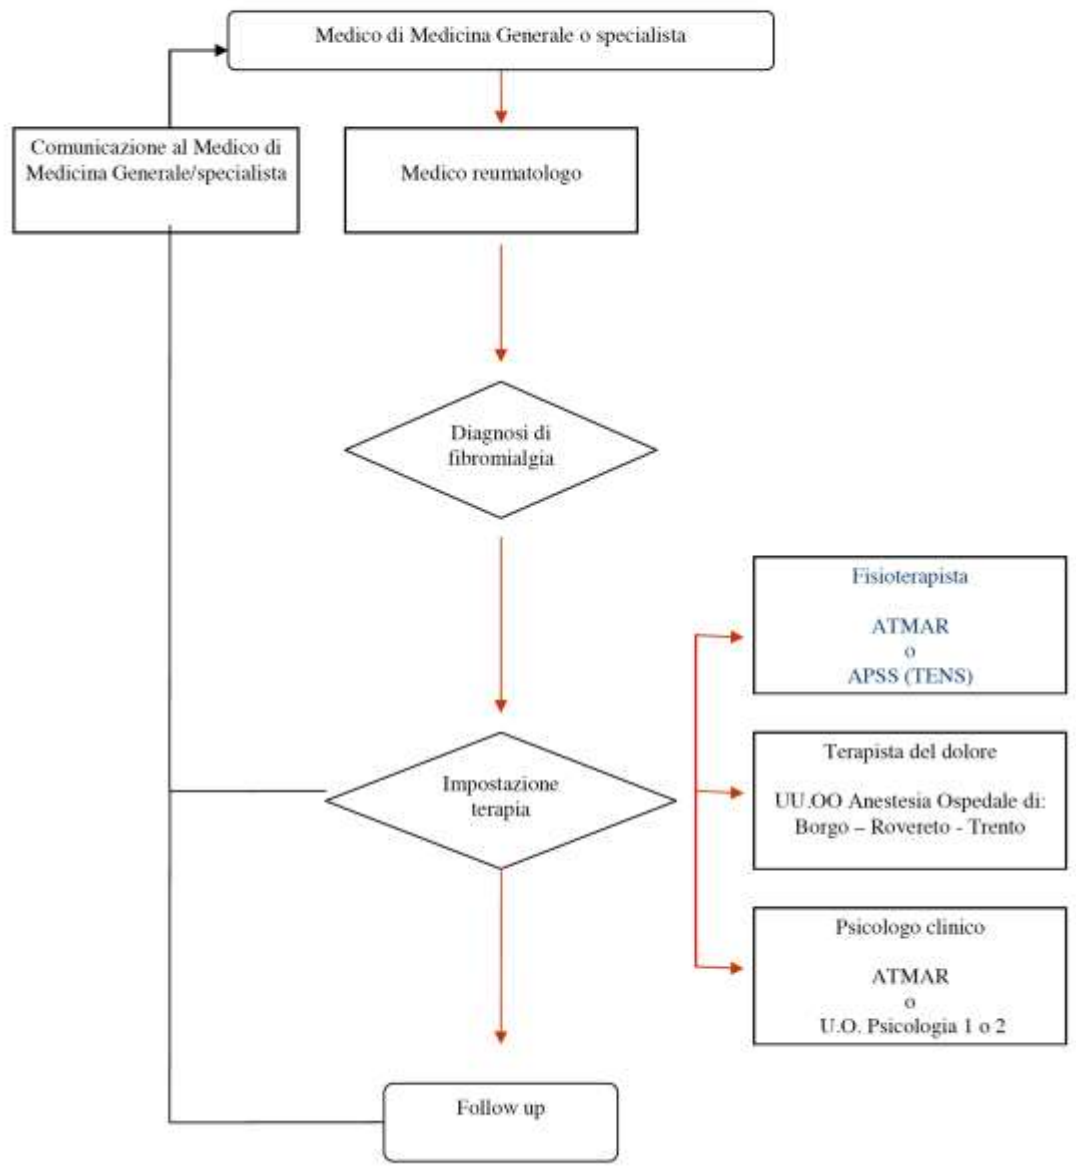 Medico di Medicina Generale o specialista
Comunicazione al Medico di
Medicina Generale/specialista
Medico reumatologo
Diagnosi di
fibromialgia
Fisioterapista
ATMAR
o
APSS (TENS)
Impostazione
terapia
Terapista del dolore
UU.OO Anestesia Ospedale di:
Borgo – Rovereto - Trento
Psicologo clinico
ATMAR
o
U.O. Psicologia 1 o 2
Follow up